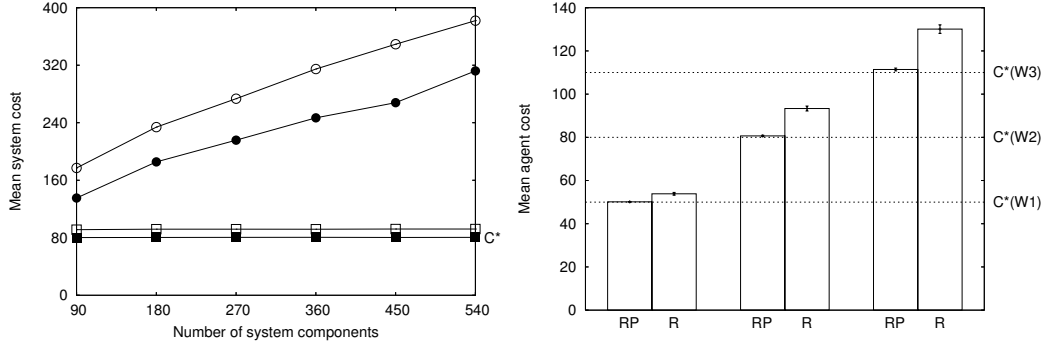 Mean system cost
400
320
240
160
80
0
C*
90 180 270 360 450 540
Number of system components
Mean agent cost
140
120
100
80
60
40
20
0
C*(W3)
C*(W2)
C*(W1)
RP R RP R RP R